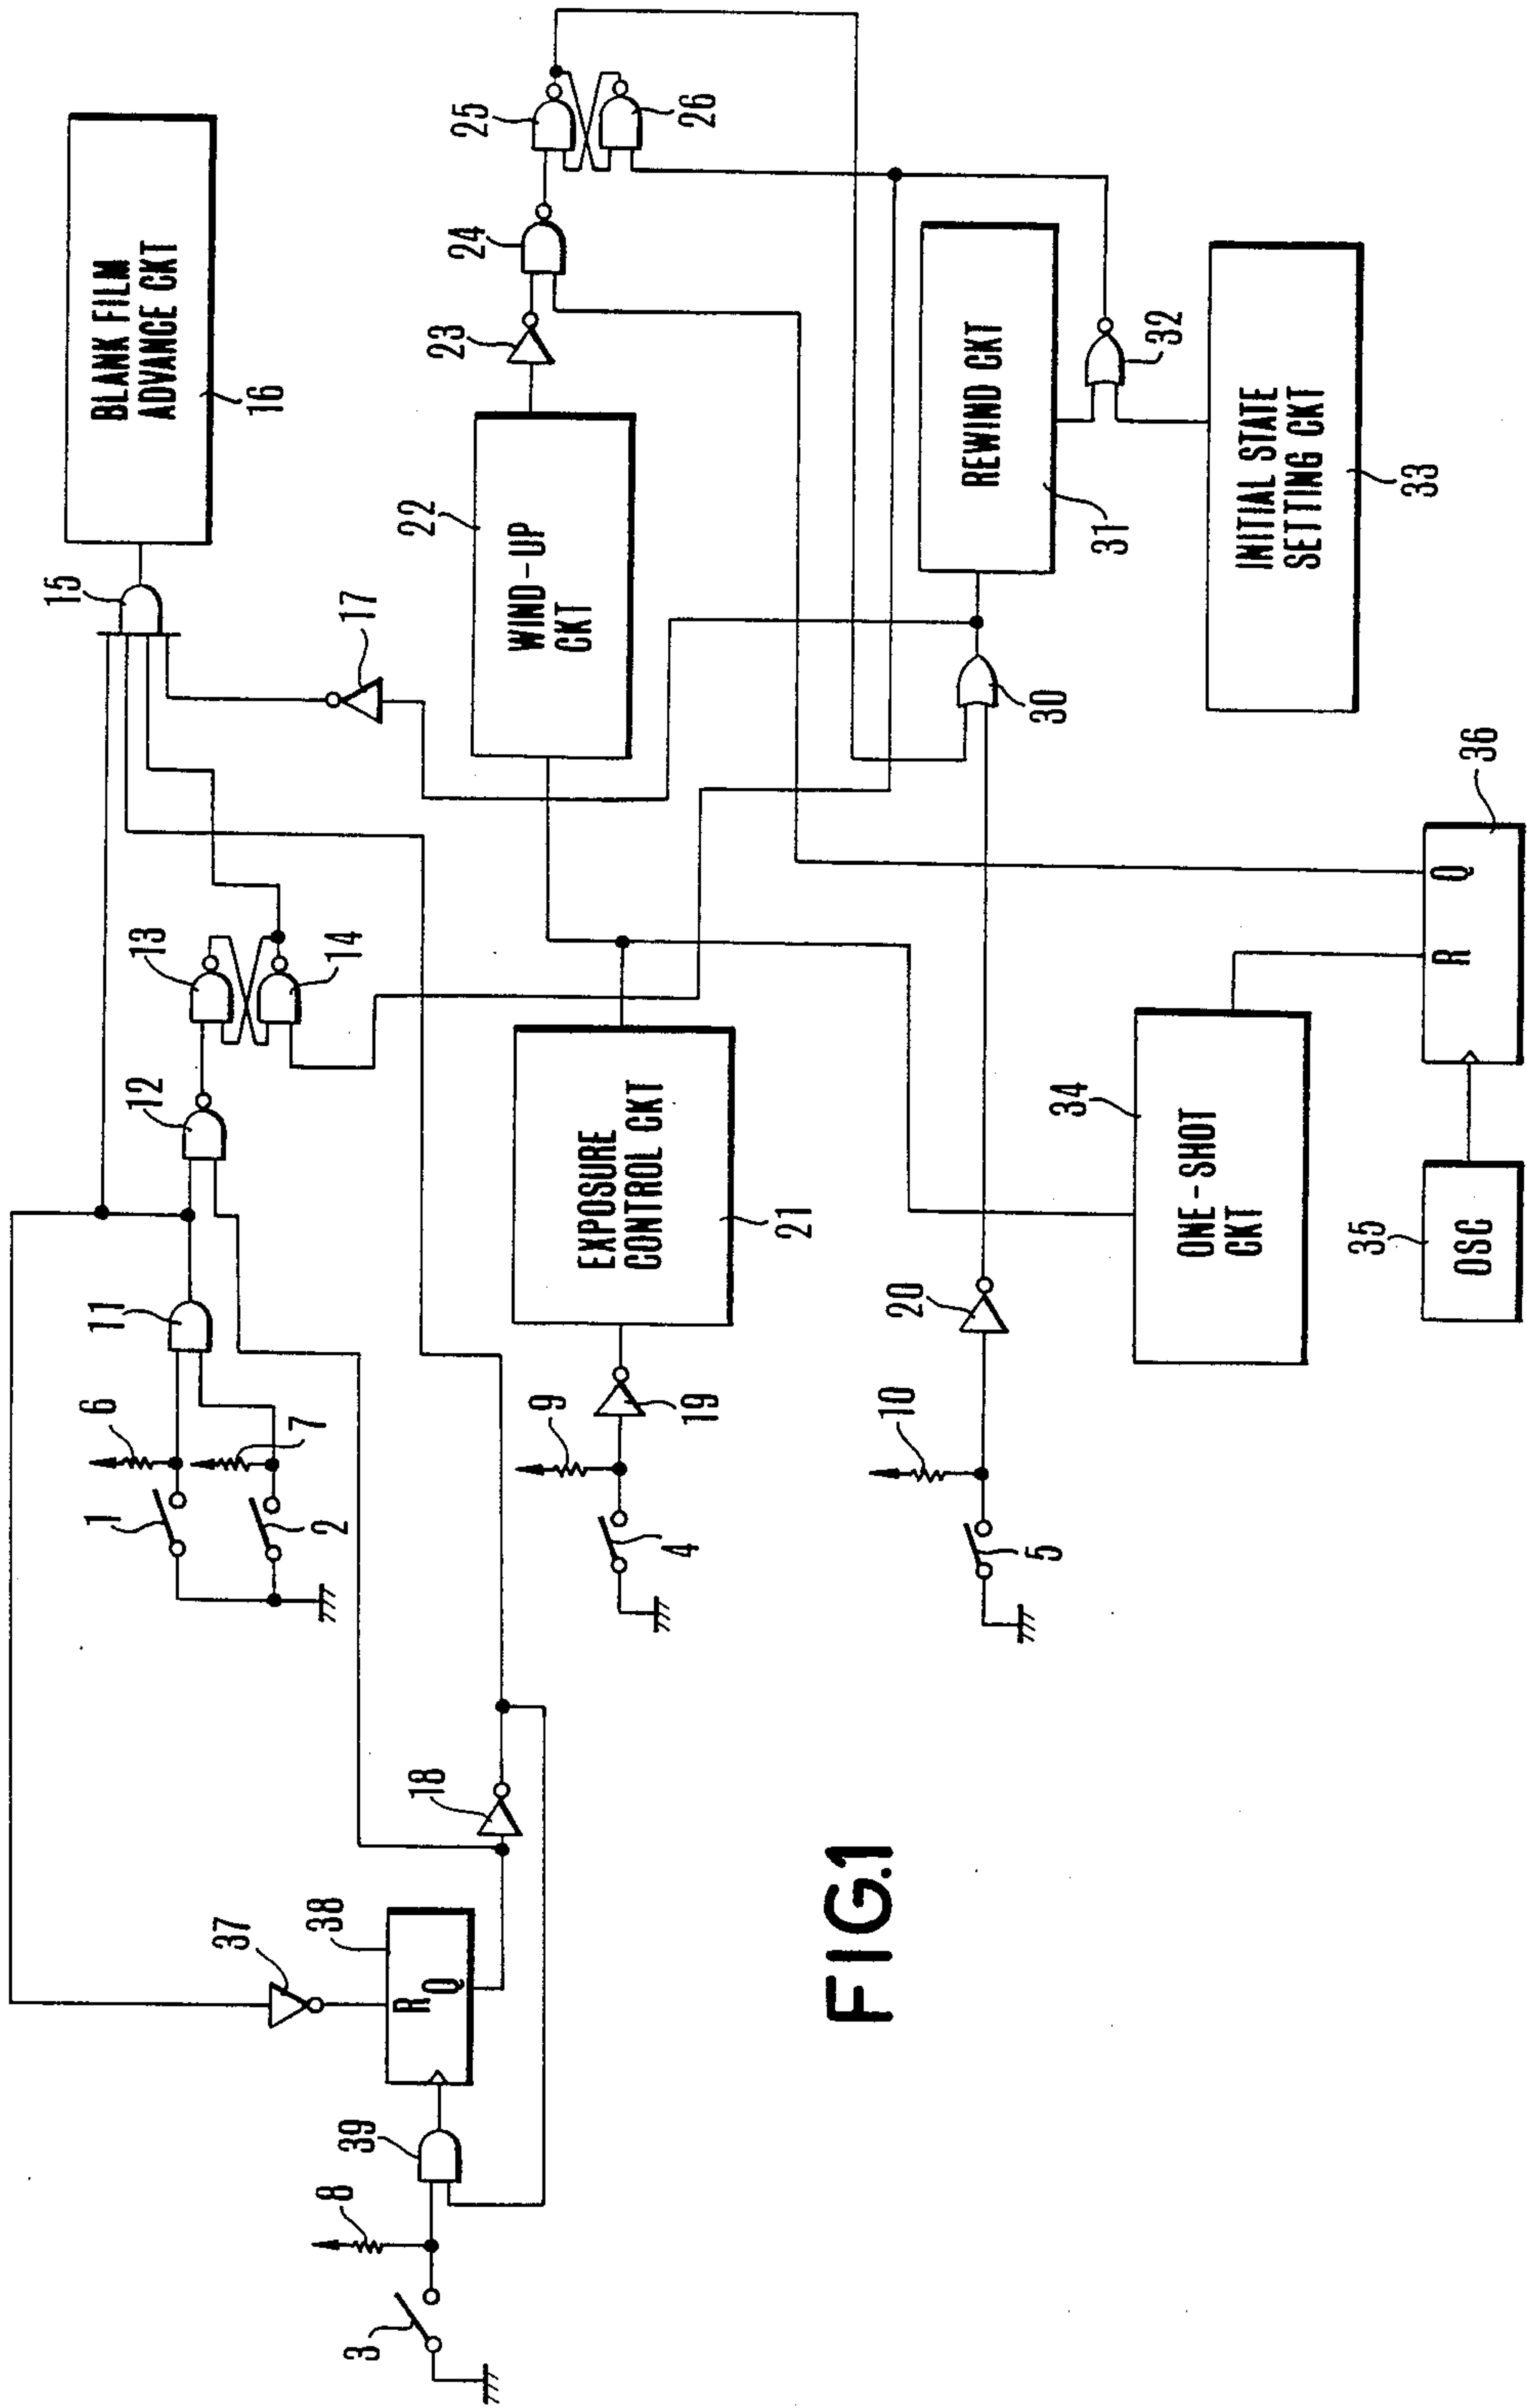 BLANK FILM
ADVANCE CKT
16
15
17
13
14
12
11
6
7
1
2
37
38
R
Q
18
39
8
3
25
26
24
23
22
WIND-UP
CKT
EXPOSURE
CONTROL CKT
21
19
9
4
REWIND CKT
31
32
30
INITIAL STATE
SETTING CKT
33
20
10
5
34
ONE-SHOT
CKT
36
R
Q
35
OSC
FIG.1